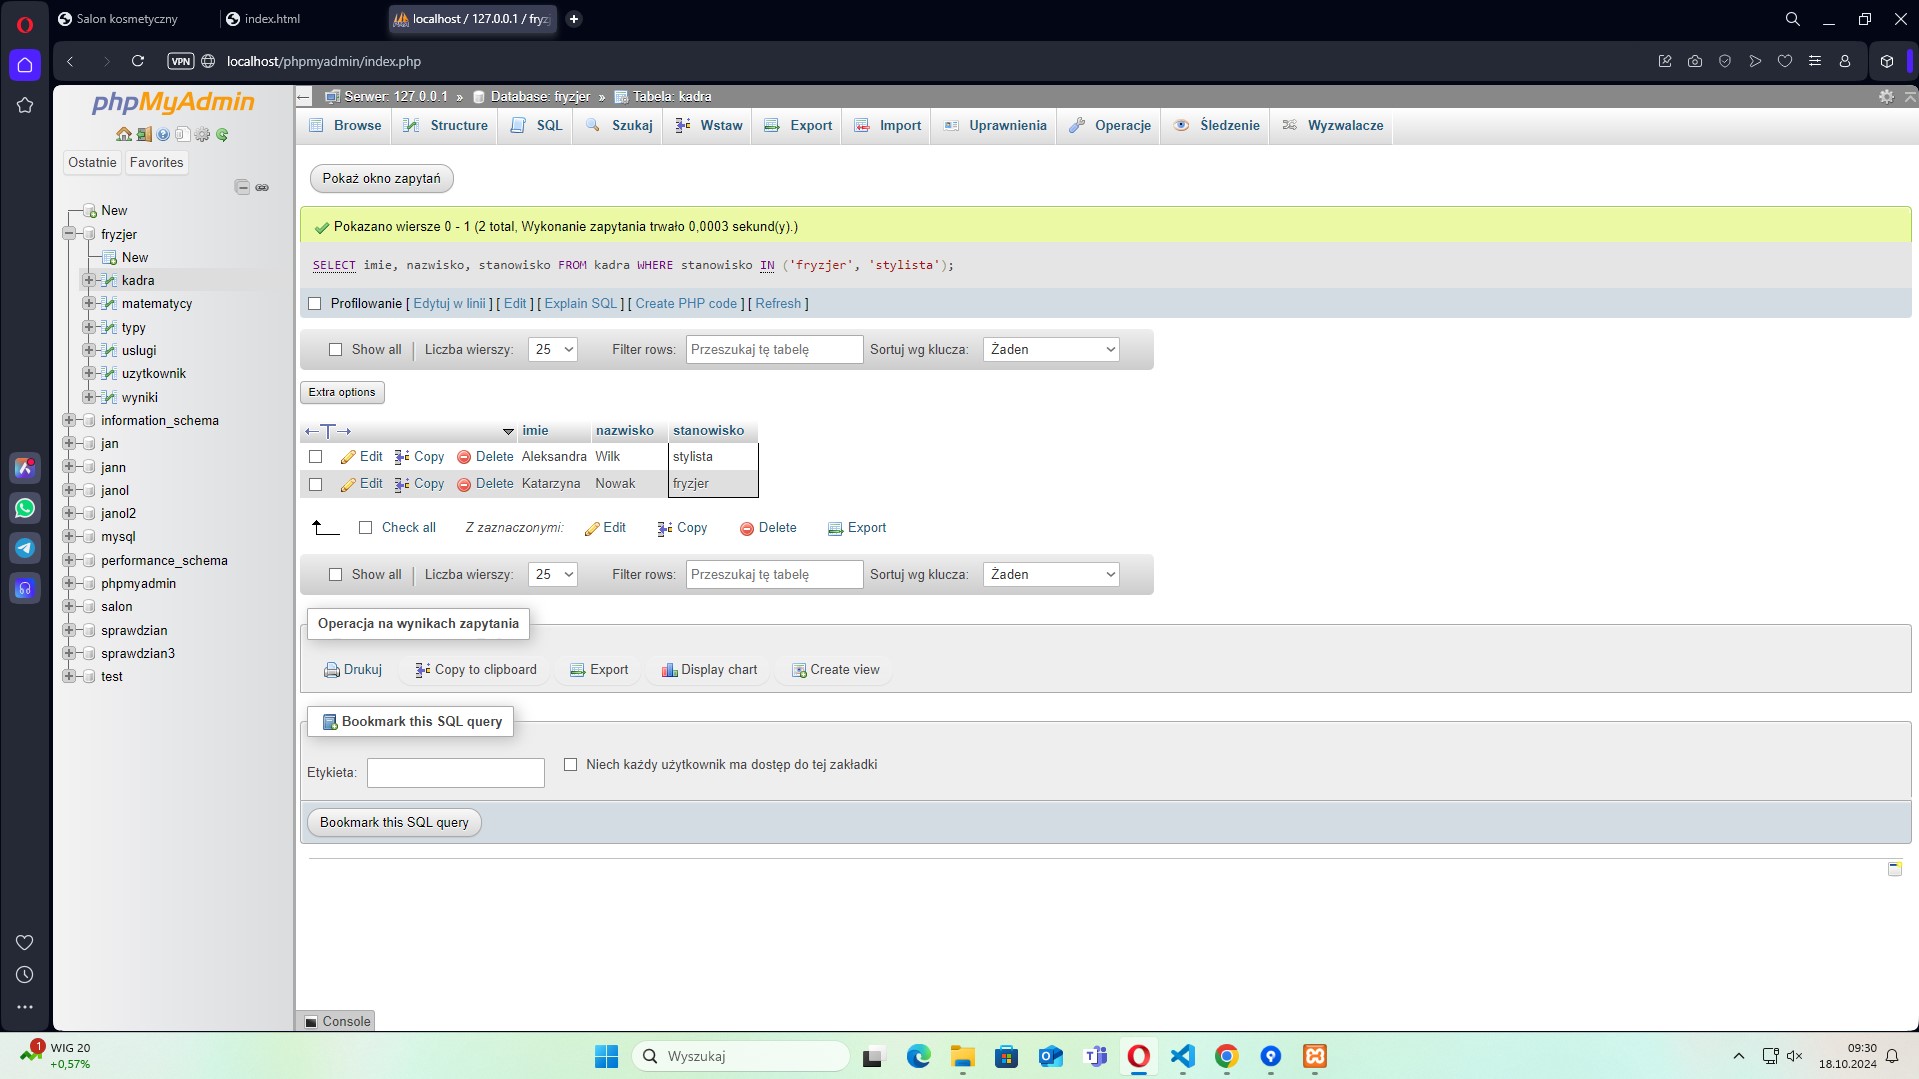 Salon kosmetyczny
index.html
localhost / 127.0.0.1 / fryz
VPN
localhost/phpmyadmin/index.php
phpMyAdmin
Ostatnie
Favorites
New
fryzjer
New
kadra
matematycy
typy
uslugi
uzytkownik
wyniki
information_schema
jan
jann
janol
janol2
mysql
performance_schema
phpmyadmin
salon
sprawdzian
sprawdzian3
test
Serwer: 127.0.0.1 » Database: fryzjer » Tabela: kadra
Browse Structure SQL Szukaj Wstaw Export Import Uprawnienia Operacje Śledzenie Wyzwalacze
Pokaż okno zapytań
Pokazano wiersze 0 - 1 (2 total, Wykonanie zapytania trwało 0,0003 sekund(y).)
SELECT imie, nazwisko, stanowisko FROM kadra WHERE stanowisko IN ('fryzjer', 'stylista');
Profilowanie [ Edytuj w linii ] [ Edit ] [ Explain SQL ] [ Create PHP code ] [ Refresh ]
Show all Liczba wierszy: 25 Filter rows: Przeszukaj tę tabelę Sortuj wg klucza: Żaden
Extra options
imie nazwisko stanowisko
Edit Copy Delete Aleksandra Wilk stylista
Edit Copy Delete Katarzyna Nowak fryzjer
Check all Z zaznaczonymi: Edit Copy Delete Export
Show all Liczba wierszy: 25 Filter rows: Przeszukaj tę tabelę Sortuj wg klucza: Żaden
Operacja na wynikach zapytania
Drukuj Copy to clipboard Export Display chart Create view
Bookmark this SQL query
Etykieta: Niech każdy użytkownik ma dostęp do tej zakładki
Bookmark this SQL query
Console
1
WIG 20
+0,57%
Wyszukaj
09:30
18.10.2024